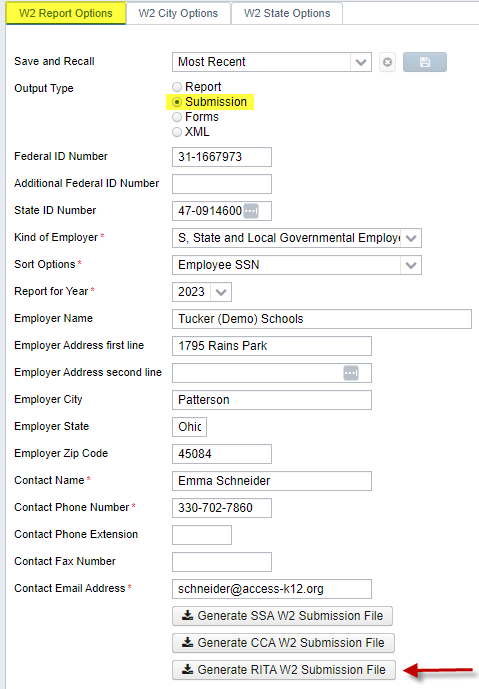 W2 Report Options W2 City Options W2 State Options
Save and Recall Most Recent
Output Type Report
Submission
Forms
XML
Federal ID Number 31-1667973
Additional Federal ID Number
State ID Number 47-0914600
Kind of Employer * S, State and Local Governmental Employe
Sort Options * Employee SSN
Report for Year * 2023
Employer Name Tucker (Demo) Schools
Employer Address first line 1795 Rains Park
Employer Address second line
Employer City Patterson
Employer State Ohio
Employer Zip Code 45084
Contact Name * Emma Schneider
Contact Phone Number * 330-702-7860
Contact Phone Extension
Contact Fax Number
Contact Email Address * schneider@access-k12.org
Generate SSA W2 Submission File
Generate CCA W2 Submission File
Generate RITA W2 Submission File